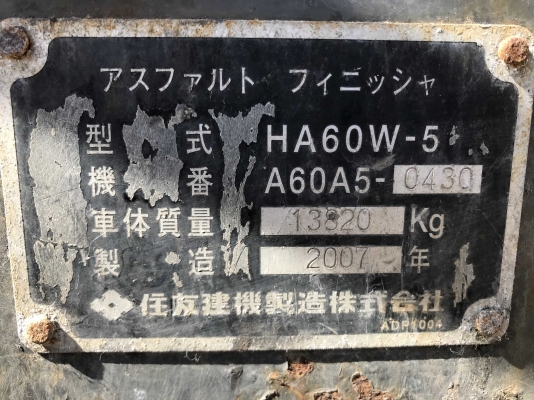 アスファルト フィニッシャ
型式 HA60W-5
機番 A60A5-0430
車体質量 13820 Kg
製造 2007 年
住友建機製造株式会社
ADP1004